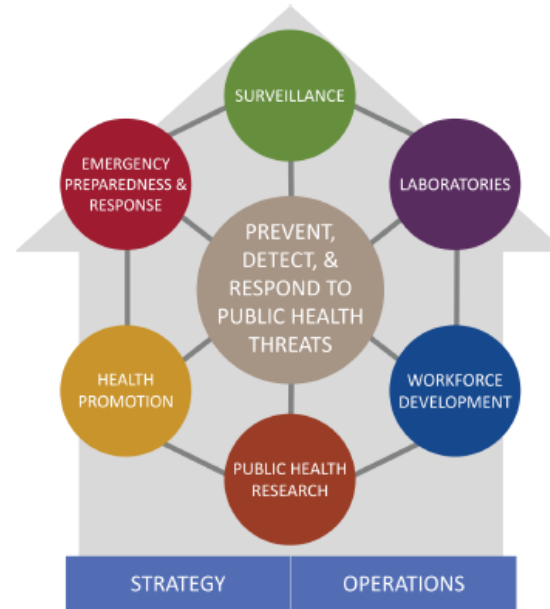 SURVEILLANCE
EMERGENCY
PREPAREDNESS &
RESPONSE
LABORATORIES
PREVENT,
DETECT, &
RESPOND TO
PUBLIC HEALTH
THREATS
HEALTH
PROMOTION
WORKFORCE
DEVELOPMENT
PUBLIC HEALTH
RESEARCH
STRATEGY
OPERATIONS